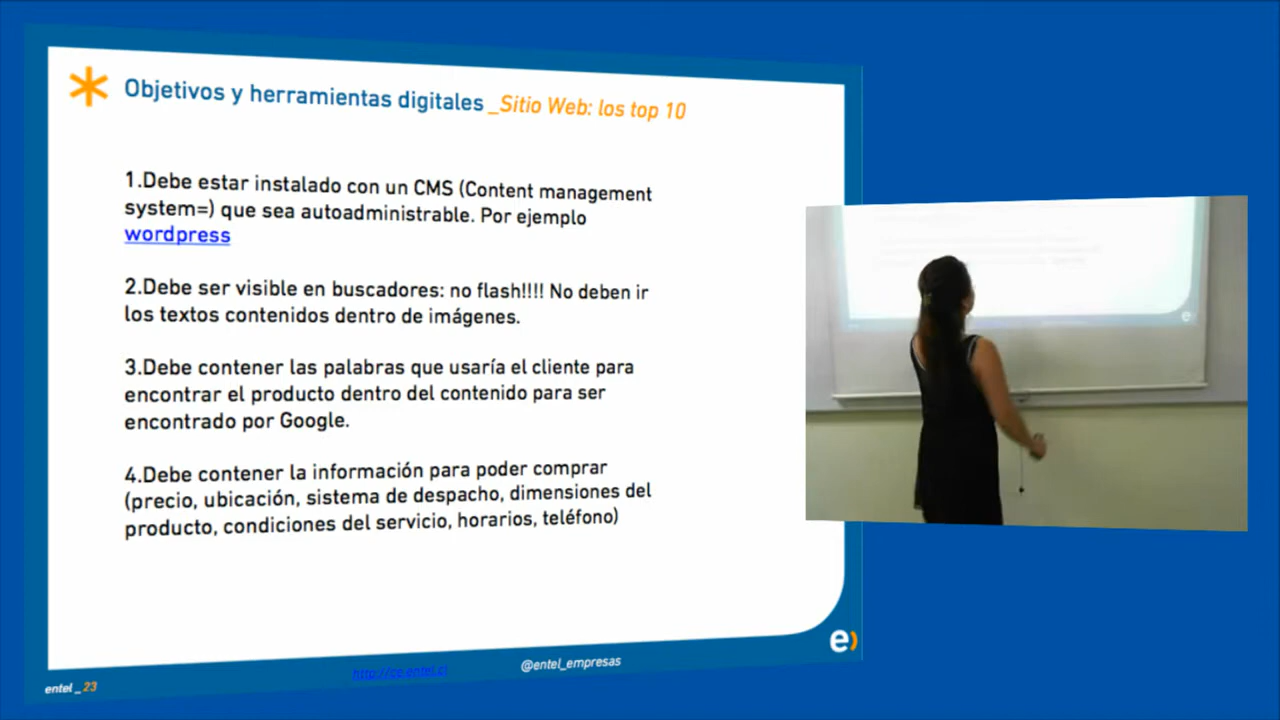 Objetivos y herramientas digitales _Sitio Web: los top 10
1.Debe estar instalado con un CMS (Content management
system=) que sea autoadministrable. Por ejemplo
wordpress
2.Debe ser visible en buscadores: no flash!!!! No deben ir
los textos contenidos dentro de imágenes.
3.Debe contener las palabras que usaría el cliente para
encontrar el producto dentro del contenido para ser
encontrado por Google.
4.Debe contener la información para poder comprar
(precio, ubicación, sistema de despacho, dimensiones del
producto, condiciones del servicio, horarios, teléfono)
e)
entel _ 23
@entel_empresas